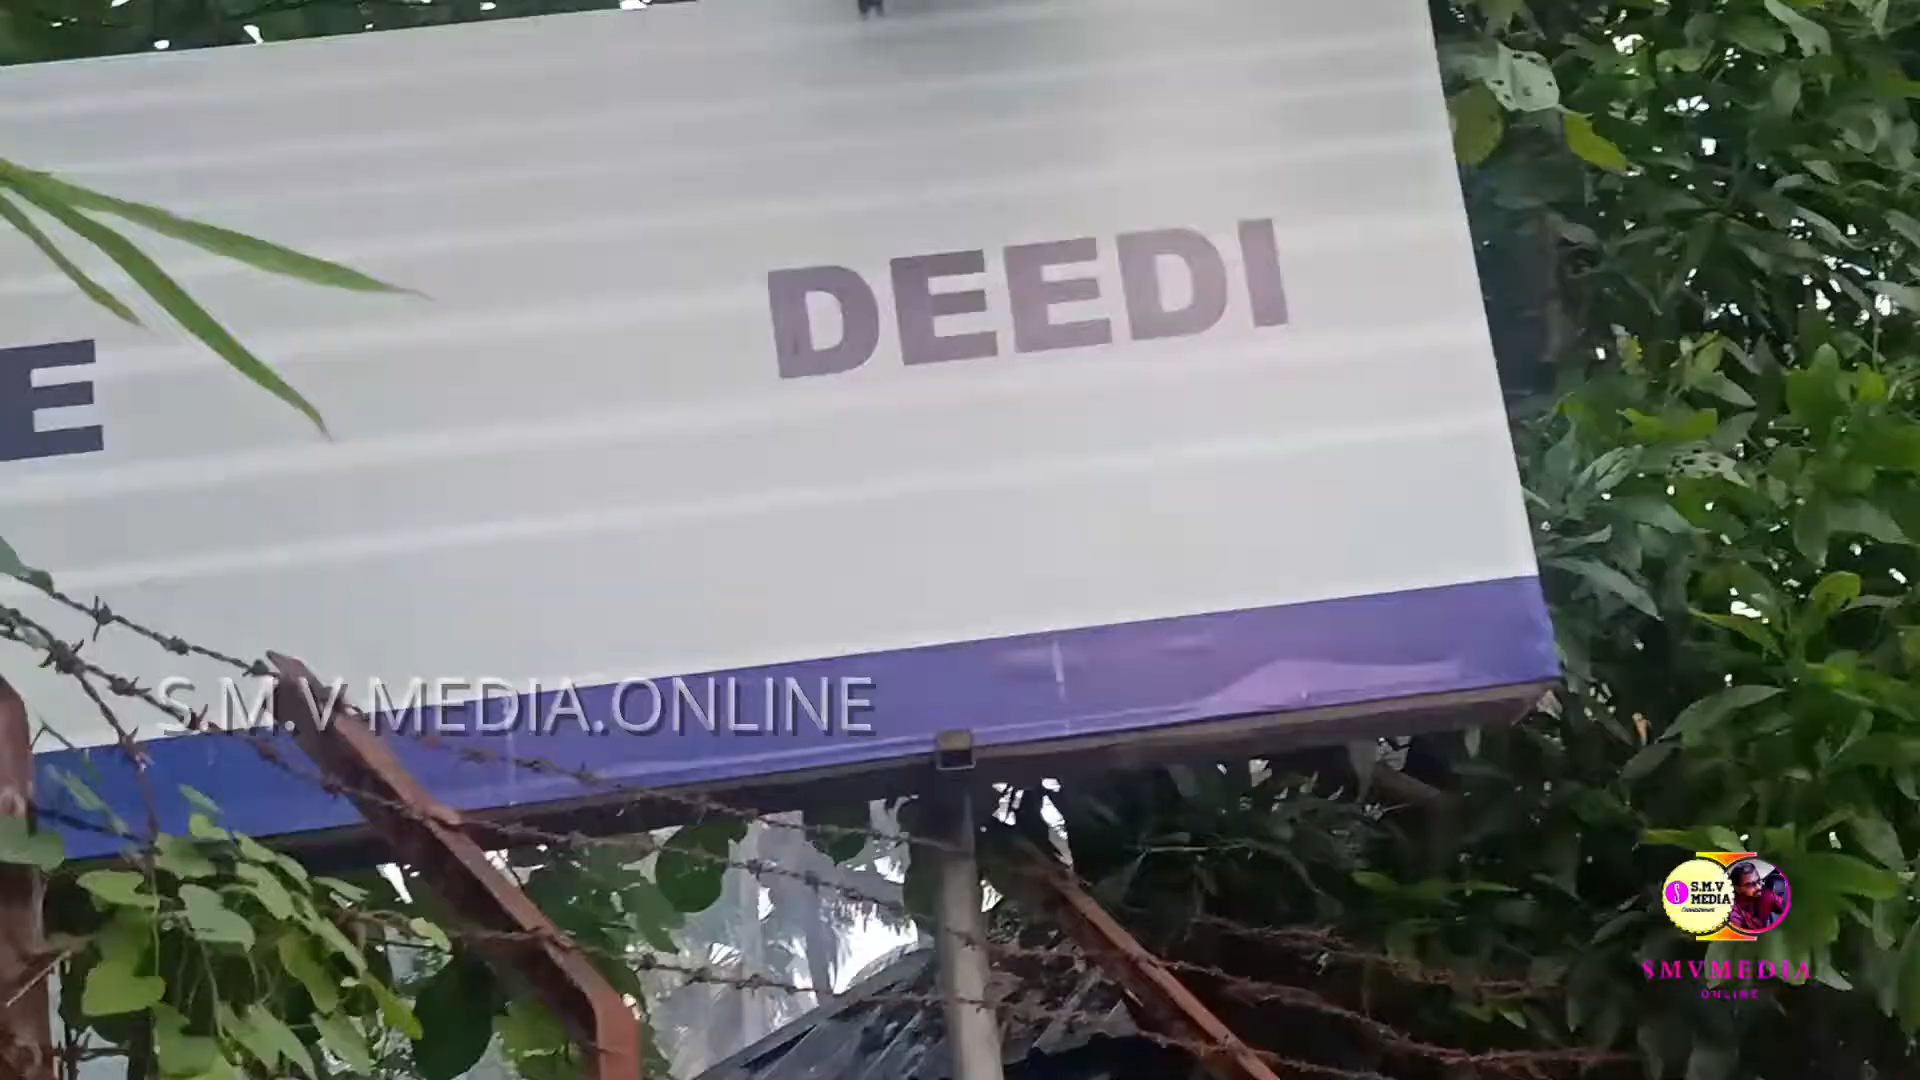 E DEEDI
S.M.V MEDIA.ONLINE
S S.M.V
MEDIA
SMVMEDIA
ONLINE